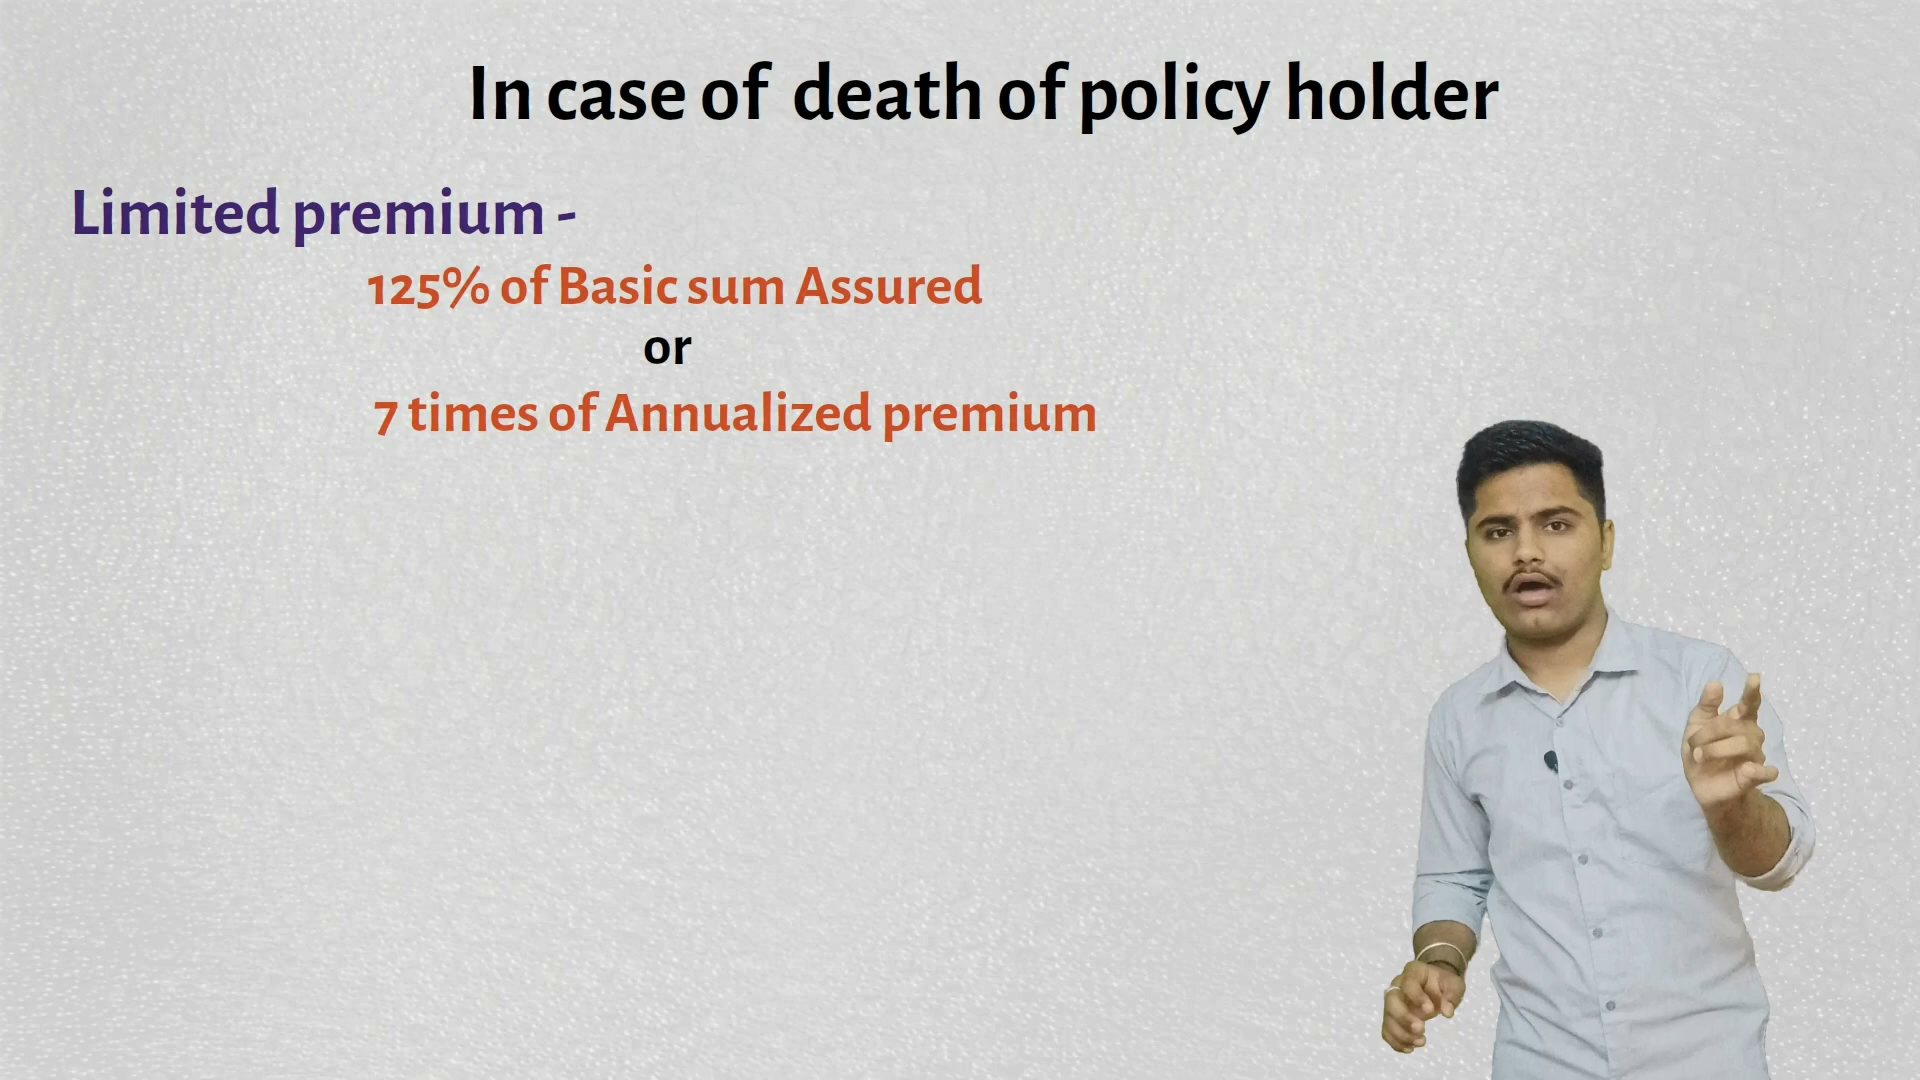 In case of death of policy holder
Limited premium -
125% of Basic sum Assured
or
7 times of Annualized premium